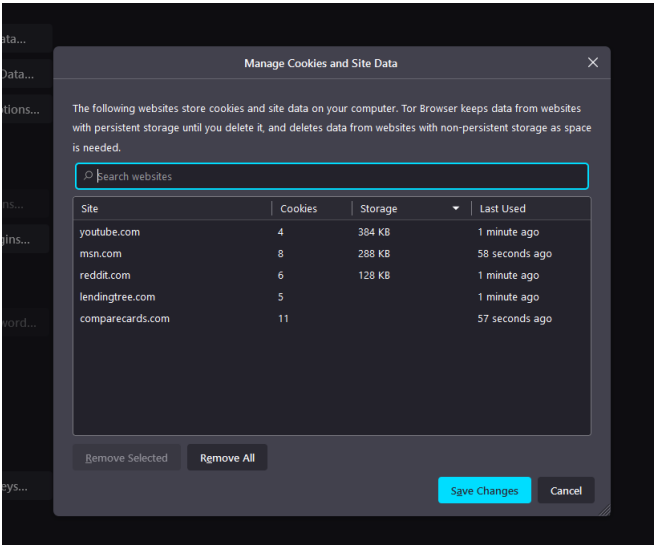 ata...
Data...
tions...
ns...
gins...
word...
eys...
Manage Cookies and Site Data
The following websites store cookies and site data on your computer. Tor Browser keeps data from websites
with persistent storage until you delete it, and deletes data from websites with non-persistent storage as space
is needed.
Search websites
Site Cookies Storage Last Used
youtube.com 4 384 KB 1 minute ago
msn.com 8 288 KB 58 seconds ago
reddit.com 6 128 KB 1 minute ago
lendingtree.com 5 1 minute ago
comparecards.com 11 57 seconds ago
Remove Selected Remove All
Save Changes Cancel